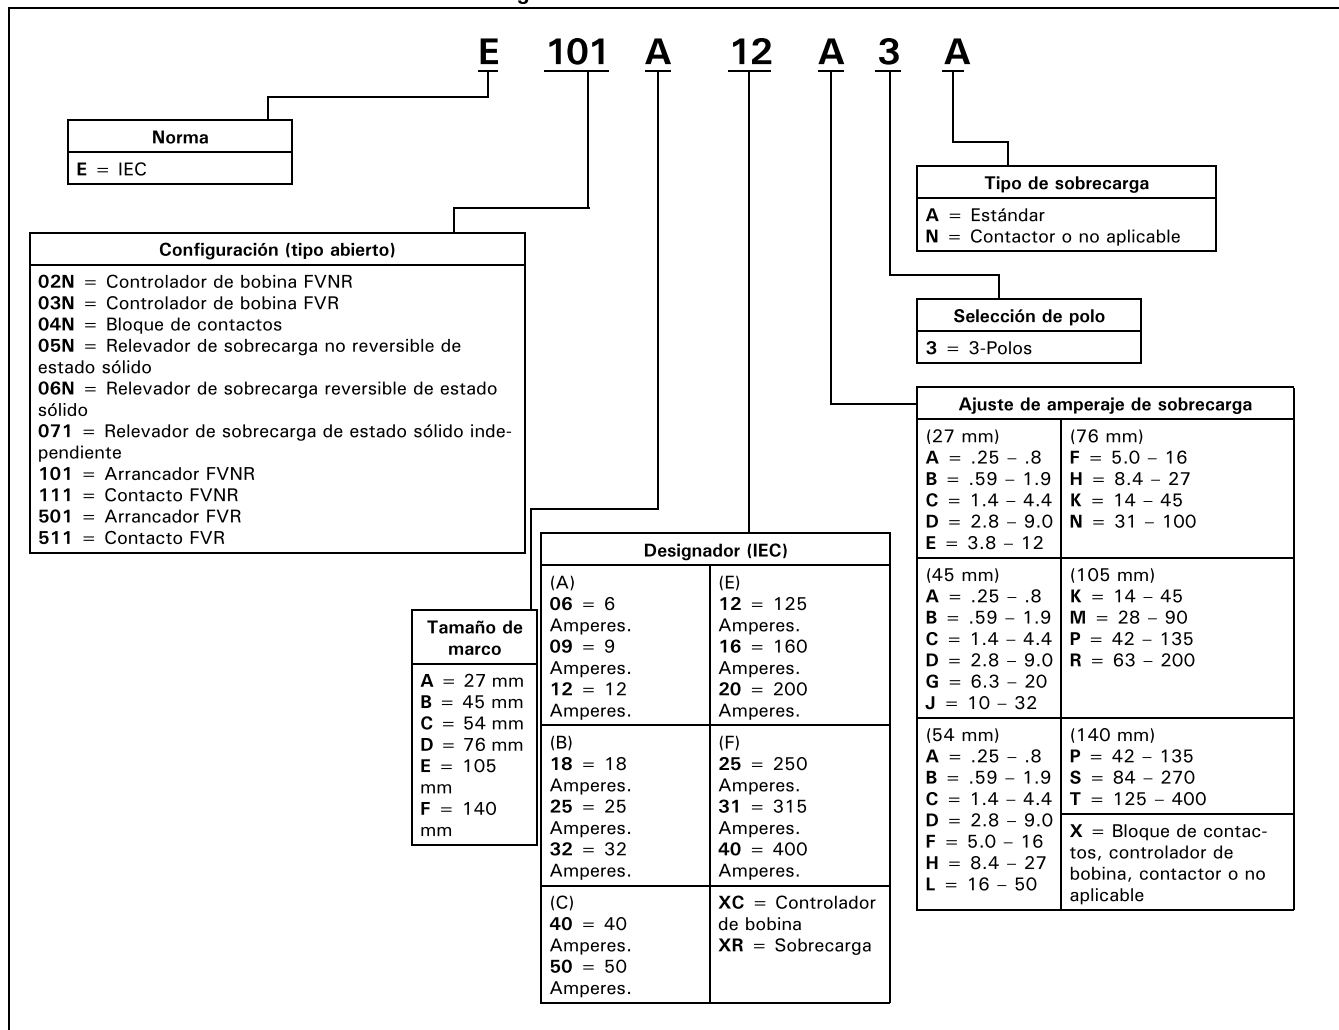 E 101 A 12 A 3 A
Norma
E = IEC
Configuración (tipo abierto)
02N = Controlador de bobina FVNR
03N = Controlador de bobina FVR
04N = Bloque de contactos
05N = Relevador de sobrecarga no reversible de
estado sólido
06N = Relevador de sobrecarga reversible de estado
sólido
071 = Relevador de sobrecarga de estado sólido inde-
pendiente
101 = Arrancador FVNR
111 = Contacto FVNR
501 = Arrancador FVR
511 = Contacto FVR
Tamaño de
marco
A = 27 mm
B = 45 mm
C = 54 mm
D = 76 mm
E = 105
mm
F = 140
mm
Designador (IEC)
(A)
06 = 6
Amperes.
09 = 9
Amperes.
12 = 12
Amperes.
(E)
12 = 125
Amperes.
16 = 160
Amperes.
20 = 200
Amperes.
(B)
18 = 18
Amperes.
25 = 25
Amperes.
32 = 32
Amperes.
(F)
25 = 250
Amperes.
31 = 315
Amperes.
40 = 400
Amperes.
(C)
40 = 40
Amperes.
50 = 50
Amperes.
XC = Controlador
de bobina
XR = Sobrecarga
Tipo de sobrecarga
A = Estándar
N = Contactor o no aplicable
Selección de polo
3 = 3-Polos
Ajuste de amperaje de sobrecarga
(27 mm)
A = .25 – .8
B = .59 – 1.9
C = 1.4 – 4.4
D = 2.8 – 9.0
E = 3.8 – 12
(76 mm)
F = 5.0 – 16
H = 8.4 – 27
K = 14 – 45
N = 31 – 100
(45 mm)
A = .25 – .8
B = .59 – 1.9
C = 1.4 – 4.4
D = 2.8 – 9.0
G = 6.3 – 20
J = 10 – 32
(105 mm)
K = 14 – 45
M = 28 – 90
P = 42 – 135
R = 63 – 200
(54 mm)
A = .25 – .8
B = .59 – 1.9
C = 1.4 – 4.4
D = 2.8 – 9.0
F = 5.0 – 16
H = 8.4 – 27
L = 16 – 50
(140 mm)
P = 42 – 135
S = 84 – 270
T = 125 – 400
X = Bloque de contac-
tos, controlador de
bobina, contactor o no
aplicable